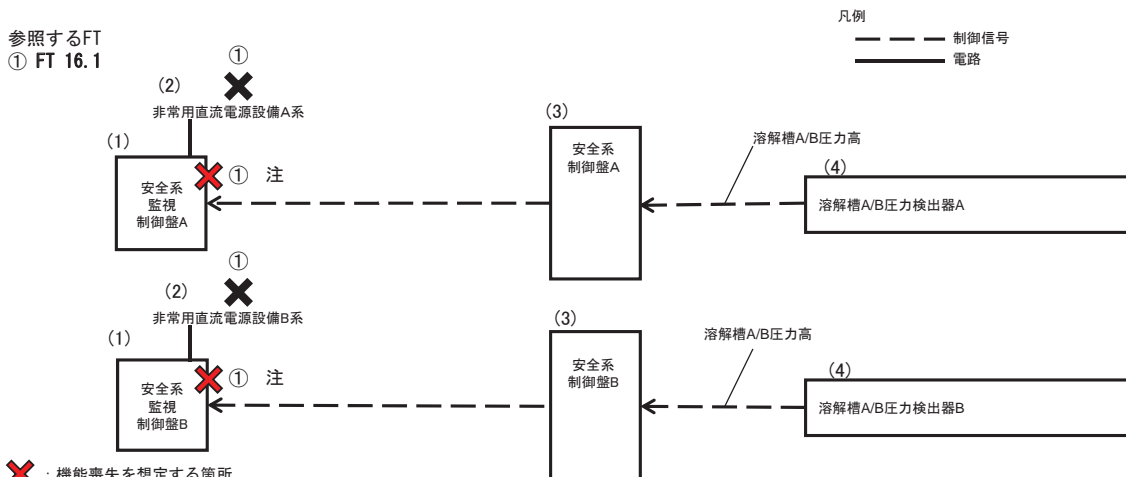 参照するFT
① FT 16.1
凡例
制御信号
電路
①
(2)
非常用直流電源設備A系
(1)
安全系
監視
制御盤A
① 注
(3)
安全系
制御盤A
溶解槽A/B圧力高
(4)
溶解槽A/B圧力検出器A
①
(2)
非常用直流電源設備B系
(1)
安全系
監視
制御盤B
① 注
(3)
安全系
制御盤B
溶解槽A/B圧力高
(4)
溶解槽A/B圧力検出器B
：機能喪失を想定する箇所